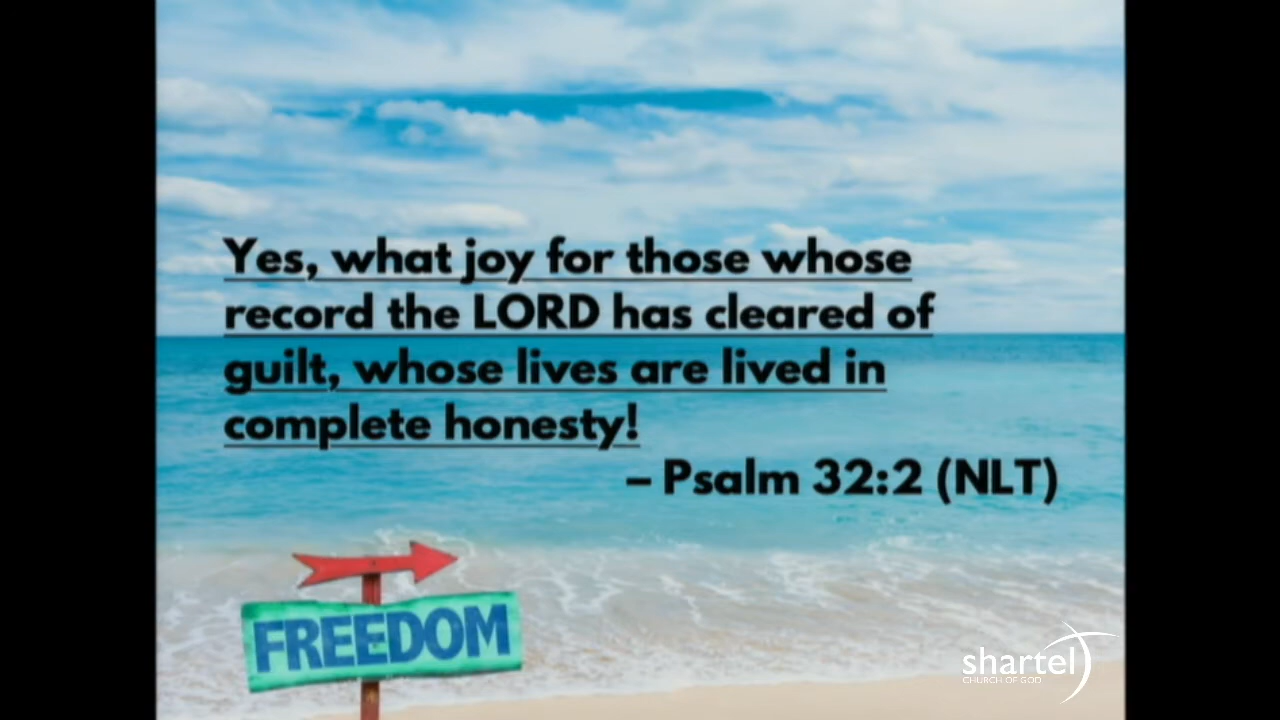 Yes, what joy for those whose
record the LORD has cleared of
guilt, whose lives are lived in
complete honesty!
– Psalm 32:2 (NLT)
FREEDOM
shartel
CHURCH OF GOD